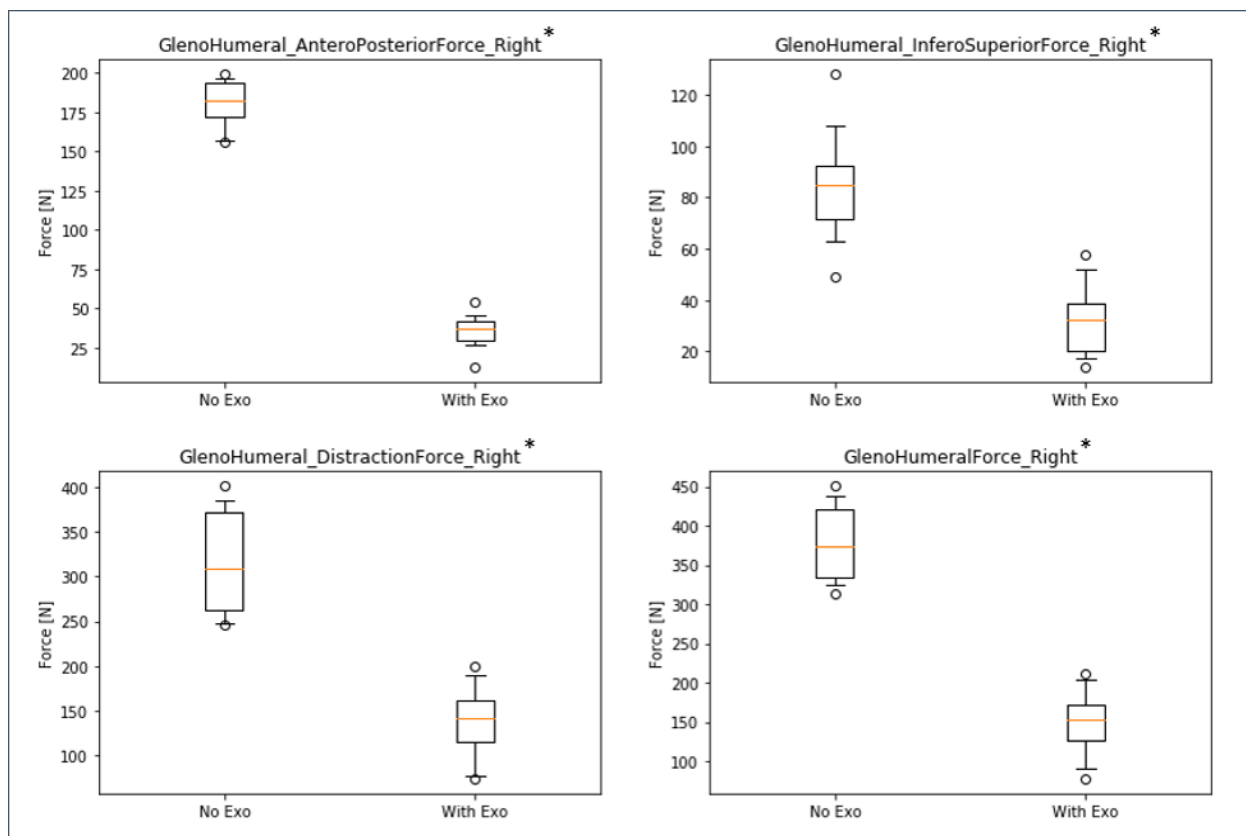 GlenoHumeral_AnteroPosteriorForce_Right*
200
175
150
125
100
75
50
25
Force [N]
No Exo
With Exo
GlenoHumeral_InferoSuperiorForce_Right*
120
100
80
60
40
20
Force [N]
No Exo
With Exo
GlenoHumeral_DistractionForce_Right*
400
350
300
250
200
150
100
Force [N]
No Exo
With Exo
GlenoHumeralForce_Right*
450
400
350
300
250
200
150
100
Force [N]
No Exo
With Exo